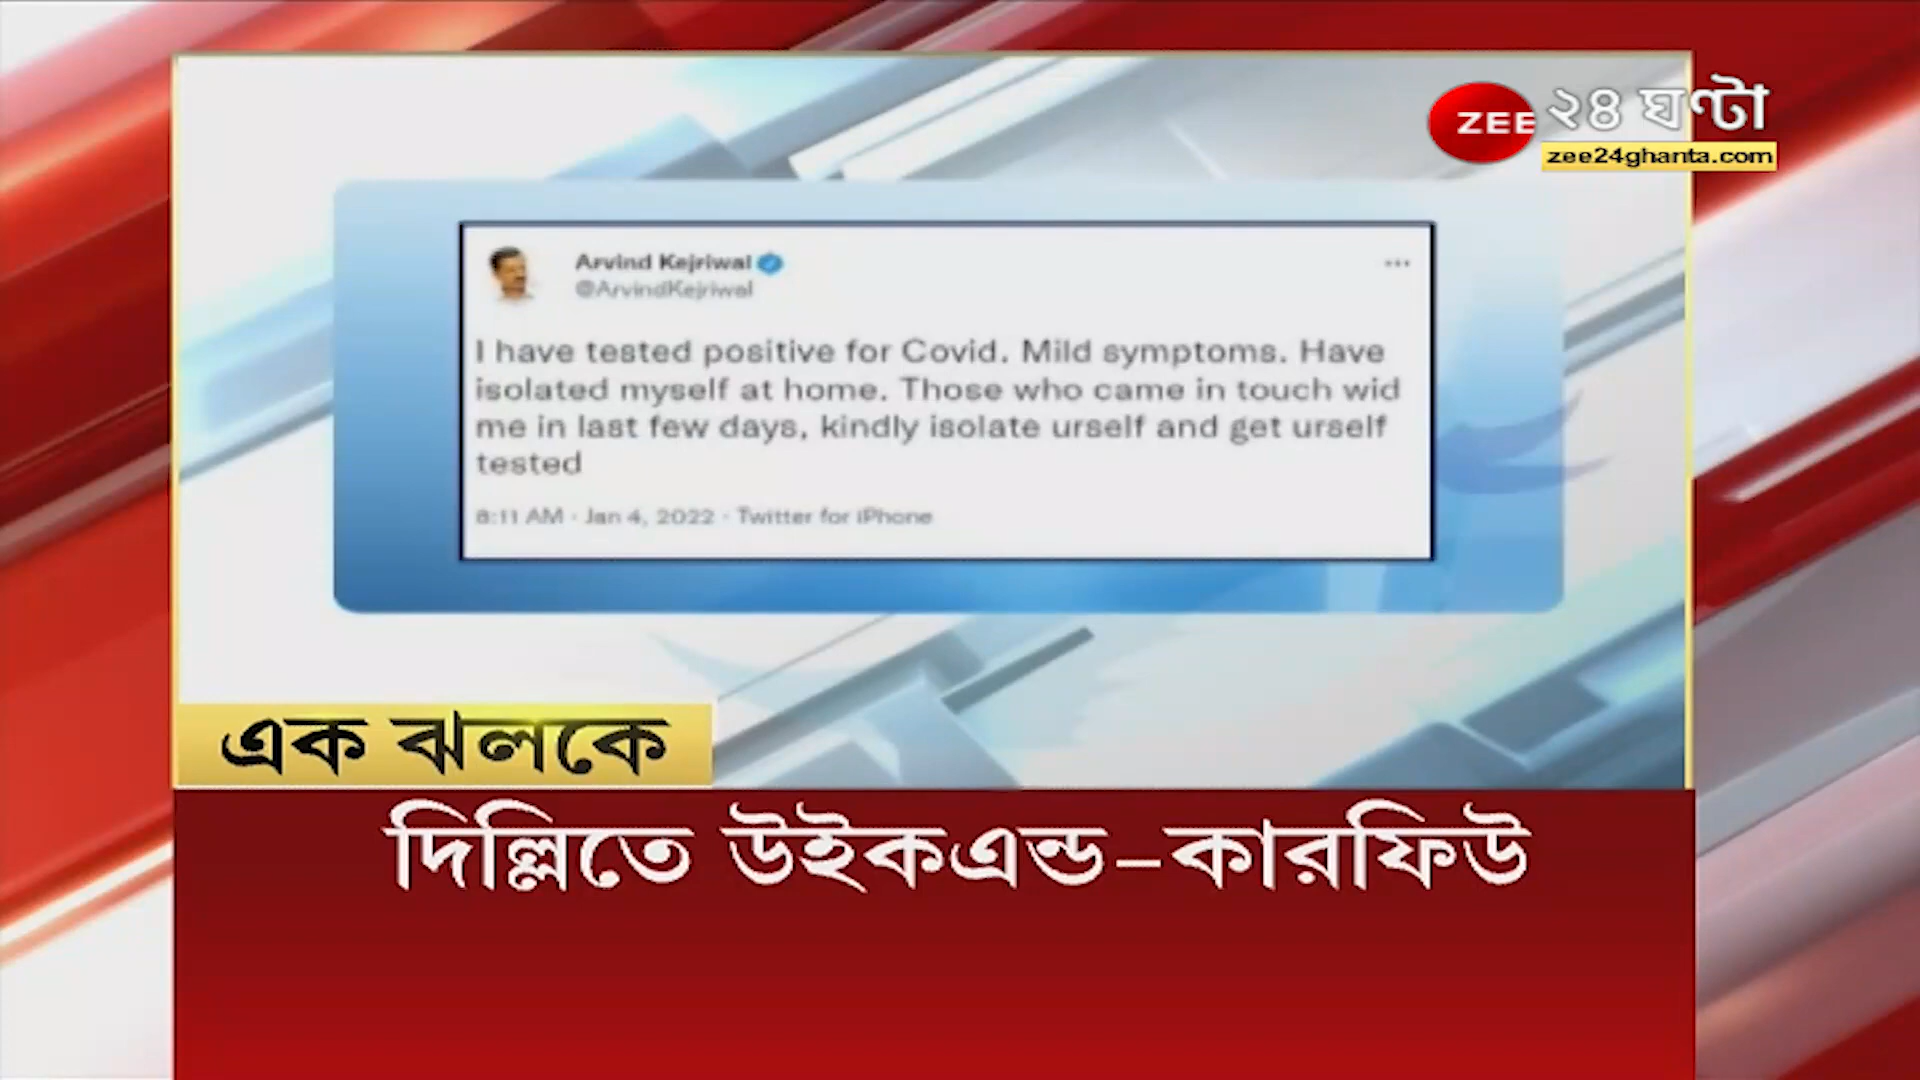 ZEE ২৪ ঘণ্টা
zee24ghanta.com
Arvind Kejriwal
@ArvindKejriwal
I have tested positive for Covid. Mild symptoms. Have
isolated myself at home. Those who came in touch wid
me in last few days, kindly isolate urself and get urself
tested
8:11 AM · Jan 4, 2022 · Twitter for iPhone
এক ঝলকে
দিল্লিতে উইকএন্ড-কারফিউ